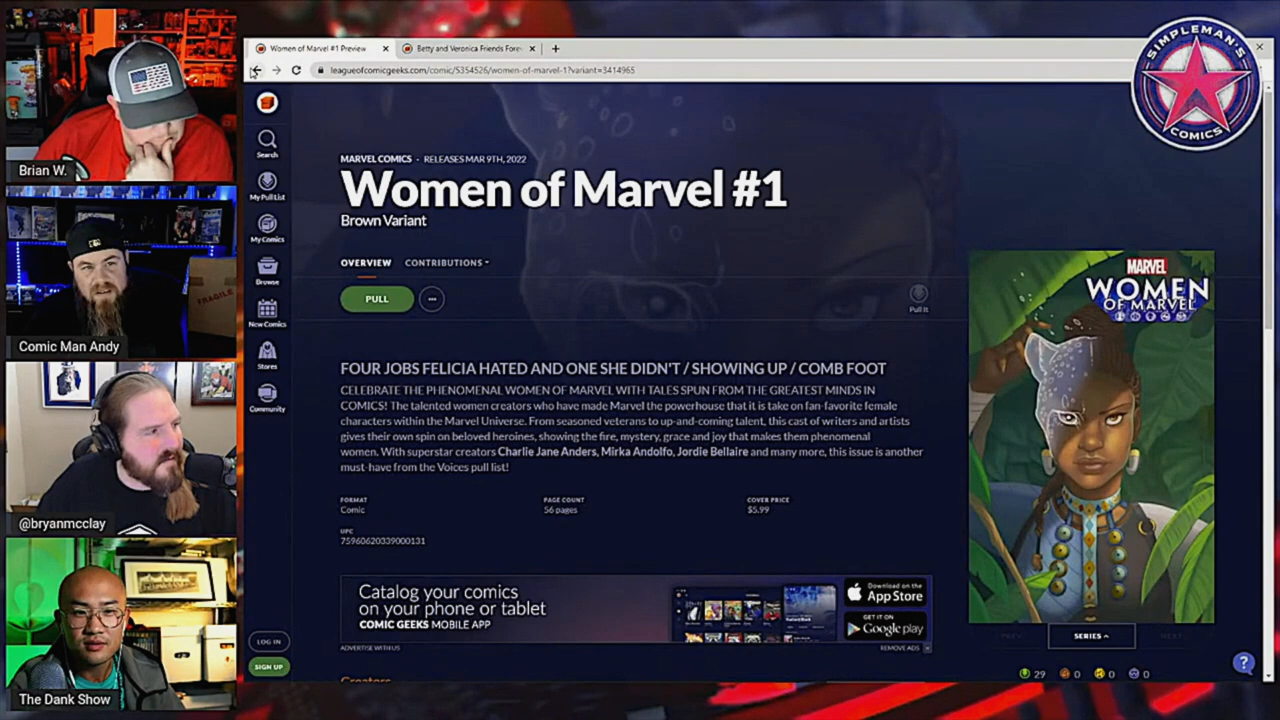 Women of Marvel #1 Preview
Betty and Veronica Friends Forev
leagueofcomicgeeks.com/comic/5354526/women-of-marvel-1?variant=3414965
SIMPLEMAN'S
COMICS
Brian W.
Comic Man Andy
FRAGILE
@bryanmcclay
The Dank Show
Search
My Pull List
My Comics
Browse
New Comics
Stores
Community
LOG IN
SIGN UP
MARVEL COMICS · RELEASES MAR 9TH, 2022
Women of Marvel #1
Brown Variant
OVERVIEW CONTRIBUTIONS
PULL
Pull It
FOUR JOBS FELICIA HATED AND ONE SHE DIDN'T / SHOWING UP / COMB FOOT
CELEBRATE THE PHENOMENAL WOMEN OF MARVEL WITH TALES SPUN FROM THE GREATEST MINDS IN
COMICS! The talented women creators who have made Marvel the powerhouse that it is take on fan-favorite female
characters within the Marvel Universe. From seasoned veterans to up-and-coming talent, this cast of writers and artists
gives their own spin on beloved heroines, showing the fire, mystery, grace and joy that makes them phenomenal
women. With superstar creators Charlie Jane Anders, Mirka Andolfo, Jordie Bellaire and many more, this issue is another
must-have from the Voices pull list!
FORMAT
Comic
PAGE COUNT
56 pages
COVER PRICE
$5.99
UPC
75960620339000131
Catalog your comics
on your phone or tablet
COMIC GEEKS MOBILE APP
Download on the
App Store
GET IT ON
Google play
ADVERTISE WITH US
REMOVE ADS
Creators
MARVEL
WOMEN
OF MARVEL
PREV
SERIES
NEXT
29 0 0 0
?